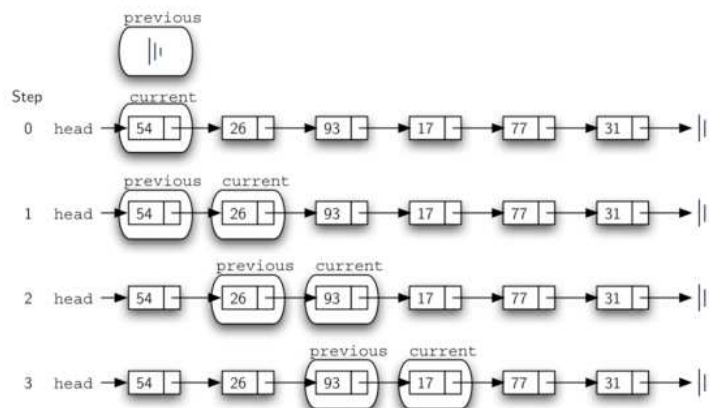 previous
Step
current
0 head 54 26 93 17 77 31
previous current
1 head 54 26 93 17 77 31
previous current
2 head 54 26 93 17 77 31
previous current
3 head 54 26 93 17 77 31